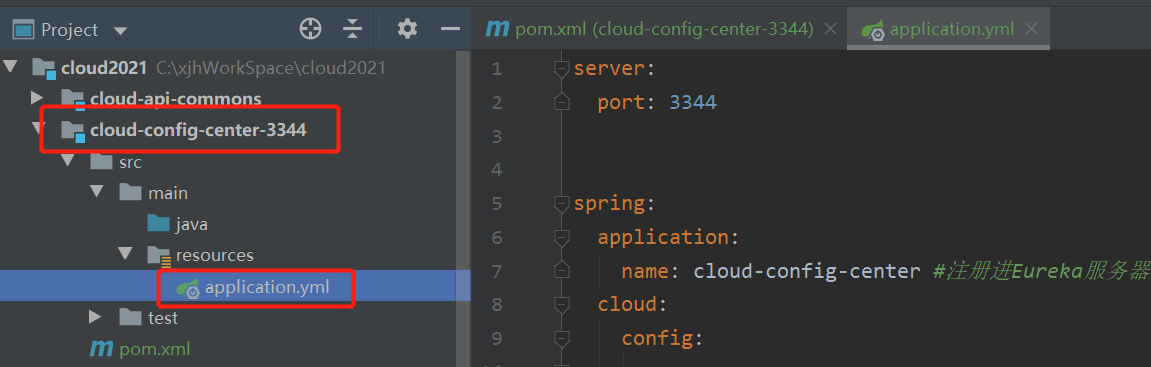 Project
cloud2021 C:\xjhWorkSpace\cloud2021
cloud-api-commons
cloud-config-center-3344
src
main
java
resources
application.yml
test
pom.xml
pom.xml (cloud-config-center-3344)
application.yml
1 server:
2 port: 3344
3
4
5 spring:
6 application:
7 name: cloud-config-center #注册进Eureka服务器
8 cloud:
9 config: